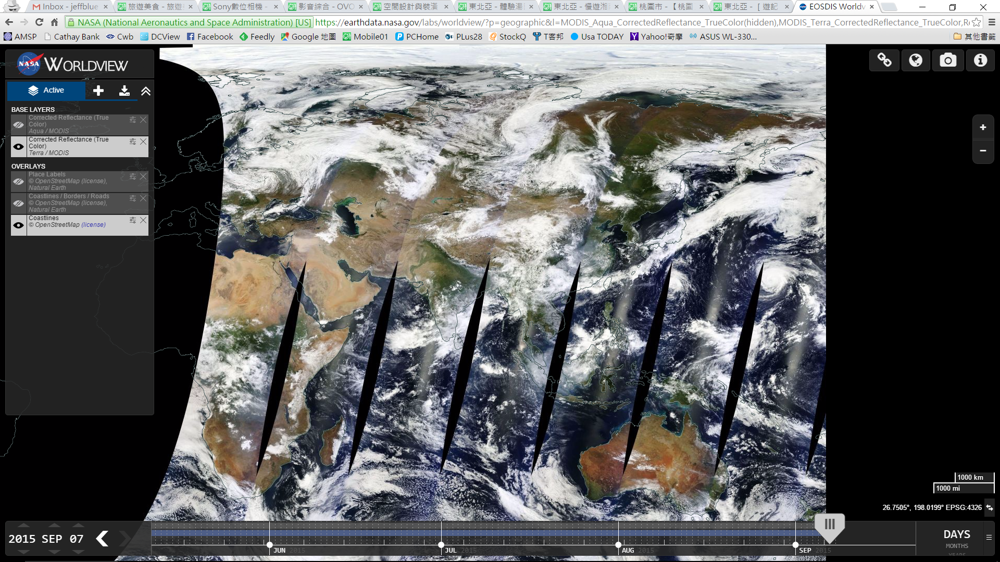 Inbox - jeffblue
旅遊美食 - 旅遊
Sony數位相機 -
影音綜合 - OVO
空間設計與裝潢
東北亞 - 體驗湯
東北亞 - 慢遊湘
桃園市 - 【桃園
東北亞 - [ 遊記
EOSDIS Worldv
NASA (National Aeronautics and Space Administration) [US]
https://earthdata.nasa.gov/labs/worldview/?p=geographic&l=MODIS_Aqua_CorrectedReflectance_TrueColor(hidden),MODIS_Terra_CorrectedReflectance_TrueColor,Re
AMSP Cathay Bank Cwb DCView Facebook Feedly Google 地圖 Mobile01 PCHome PLus28 StockQ T客邦 Usa TODAY Yahoo!奇摩 ASUS WL-330... 其他書籤
NASA WORLDVIEW
Active
BASE LAYERS
Corrected Reflectance (True
Color)
Aqua / MODIS
Corrected Reflectance (True
Color)
Terra / MODIS
OVERLAYS
Place Labels
© OpenStreetMap (license),
Natural Earth
Coastlines / Borders / Roads
© OpenStreetMap (license),
Natural Earth
Coastlines
© OpenStreetMap (license)
1000 km
1000 mi
26.7505°, 198.0199° EPSG:4326
2015 SEP 07
JUN 2015
JUL 2015
AUG 2015
SEP 2015
DAYS
MONTHS
YEARS